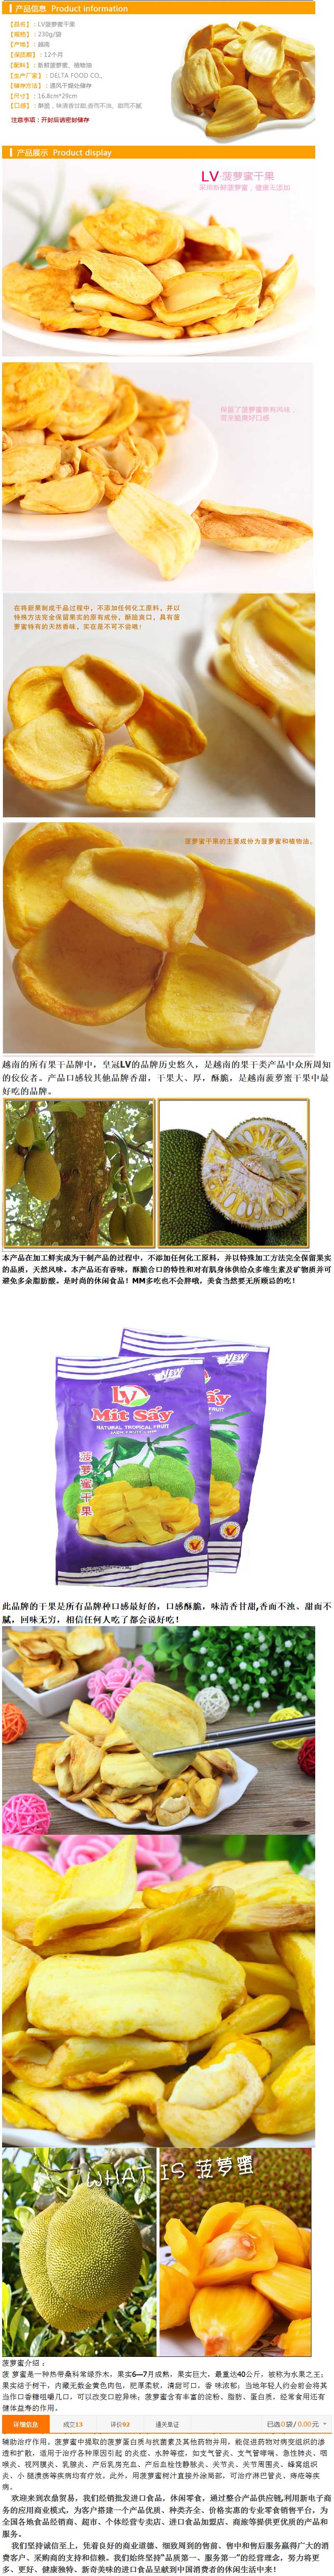 产品信息 Product information
【品名】：LV菠萝蜜干果
【规格】：230g/袋
【产地】：越南
【保质期】：12个月
【配料】：新鲜菠萝蜜、植物油
【生产厂家】：DELTA FOOD CO.,
【储存方法】：通风干燥处储存
【尺寸】：16.8cm*29cm
【口感】：酥脆，味清香甘甜,香而不浊、甜而不腻
注意事项：开封后请密封储存
产品展示 Product display
LV·菠萝蜜干果
采用新鲜菠萝蜜，健康无添加
保留了菠萝蜜原有风味，
带来脆爽好口感
在将新果制成干品过程中，不添加任何化工原料，并以
特殊方法完全保留果实的原有成份，酥脆爽口，具有菠
萝蜜特有的天然香味，实在是不可不尝哦！
菠萝蜜干果的主要成份为菠萝蜜和植物油。
越南的所有果干品牌中，皇冠LV的品牌历史悠久，是越南的果干类产品中众所周知
的佼佼者。产品口感较其他品牌香甜，干果大、厚，酥脆，是越南菠萝蜜干果中最
好吃的品牌。
本产品在加工鲜实成为干制产品的过程中，不添加任何化工原料，并以特殊加工方法完全保留果实
的品质，天然风味。本产品还有香味，酥脆合口的特性和对有肌身体供给众多维生素及矿物质并可
避免多余脂肪酸。是时尚的休闲食品！MM多吃也不会胖哦，美食当然要无所顾忌的吃！
NEW
LV
Mít Sấy
NATURAL TROPICAL FRUIT
菠萝蜜干果
此品牌的干果是所有品牌种口感最好的，口感酥脆，味清香甘甜,香而不浊、甜而不
腻，回味无穷，相信任何人吃了都会说好吃！
WHAT IS 菠萝蜜
菠萝蜜介绍：
菠 萝蜜是一种热带桑科常绿乔木，果实6—7月成熟，果实巨大，最重达40公斤，被称为水果之王；
果实结于树干，内藏无数金黄色肉包，肥厚柔软，清甜可口，香 味浓郁；当地年轻人约会前会将其
当作口香糖咀嚼几口，可以改变口腔异味；菠萝蜜含有丰富的淀粉、脂肪、蛋白质，经常食用还有
健体益寿的作用。
详情信息 成交13 评价92 通关单证 已选0袋/ 0.00 元
辅助治疗作用。菠萝蜜中提取的菠萝蛋白质与抗菌素及其他药物并用，能促进药物对病变组织的渗
透和扩散，适用于治疗各种原因引起 的炎症、水肿等症，如支气管炎、支气管哮喘、急性肺炎、咽
喉炎、视网膜炎、乳腺炎、产后乳房充血、产后血栓性静脉炎、关节炎、关节周围炎、蜂窝组织
炎、小 腿溃疡等疾病均有疗效。此外，用菠萝蜜树汁直接外涂局部，可治疗淋巴管炎、痔疮等疾
病。
欢迎来到农垒贸易，我们经销批发进口食品，休闲零食，通过整合产品供应链,利用新电子商
务的应用商业模式，为客户搭建一个产品优质、种类齐全、价格实惠的专业零食销售平台，为
全国各地食品经销商、超市、个体经营专卖店、进口食品加盟店、商旅等提供更优质的产品和
服务。
我们坚持诚信至上，凭着良好的商业道德、细致周到的售前、售中和售后服务赢得广大的消
费者客户、采购商的支持和信赖。我们始终坚持"品质第一、服务第一"的经营理念，努力将更
多、更好、健康独特、新奇美味的进口食品呈献到中国消费者的休闲生活中来！